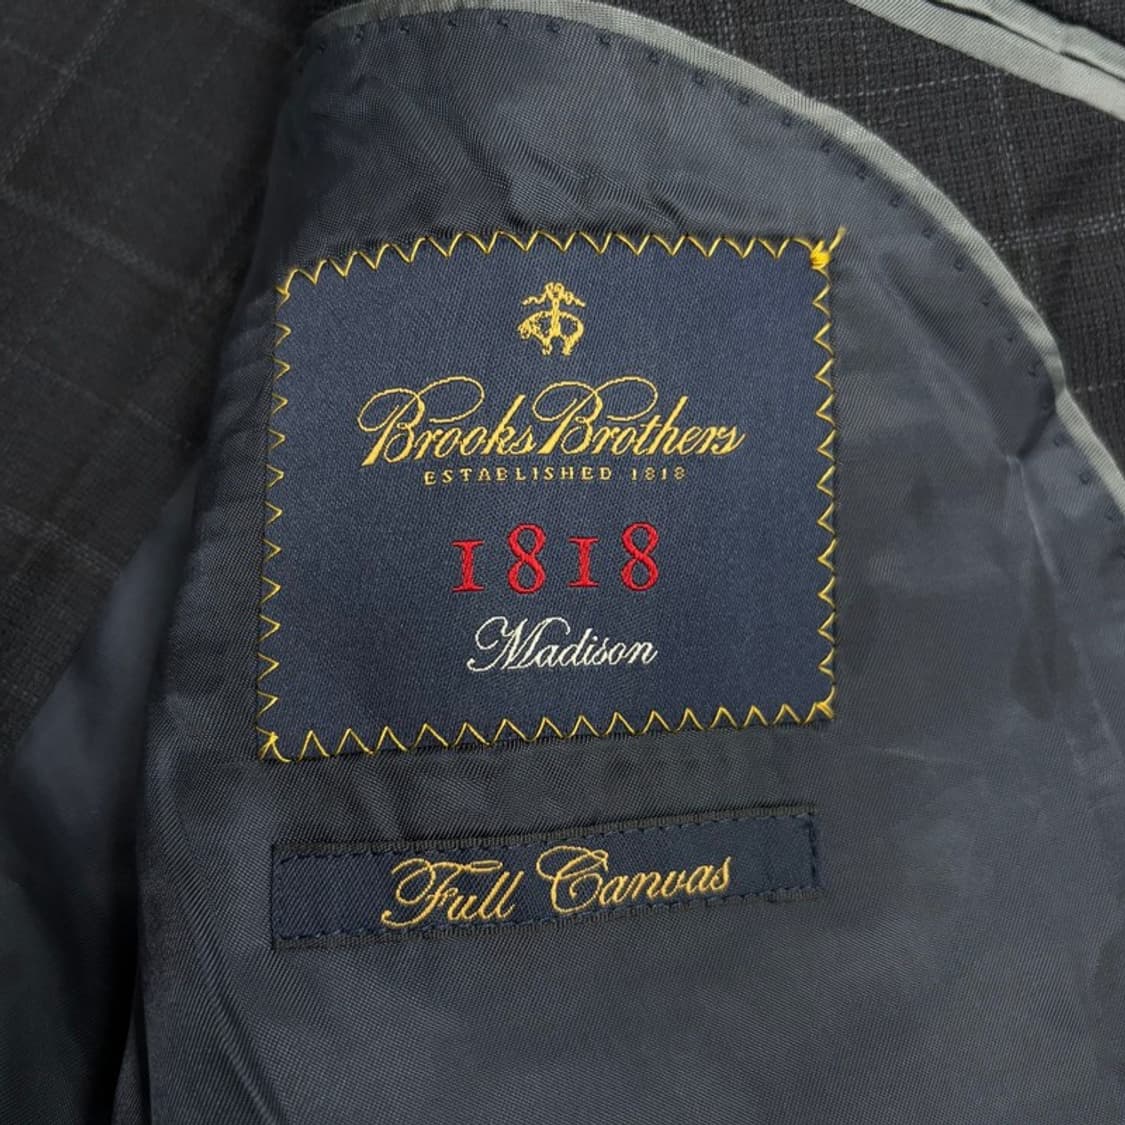 Brooks Brothers
ESTABLISHED 1818
1818
Madison
Full Canvas